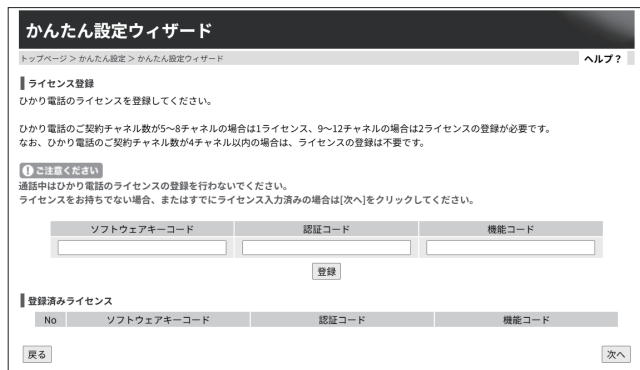 かんたん設定ウィザード
トップページ > かんたん設定 > かんたん設定ウィザード
ヘルプ?
ライセンス登録
ひかり電話のライセンスを登録してください。
ひかり電話のご契約チャネル数が5～8チャネルの場合は1ライセンス、9～12チャネルの場合は2ライセンスの登録が必要です。
なお、ひかり電話のご契約チャネル数が4チャネル以内の場合は、ライセンスの登録は不要です。
ご注意ください
通話中はひかり電話のライセンスの登録を行わないでください。
ライセンスをお持ちでない場合、またはすでにライセンス入力済みの場合は[次へ]をクリックしてください。
ソフトウェアキーコード 認証コード 機能コード
登録
登録済みライセンス
No ソフトウェアキーコード 認証コード 機能コード
戻る 次へ